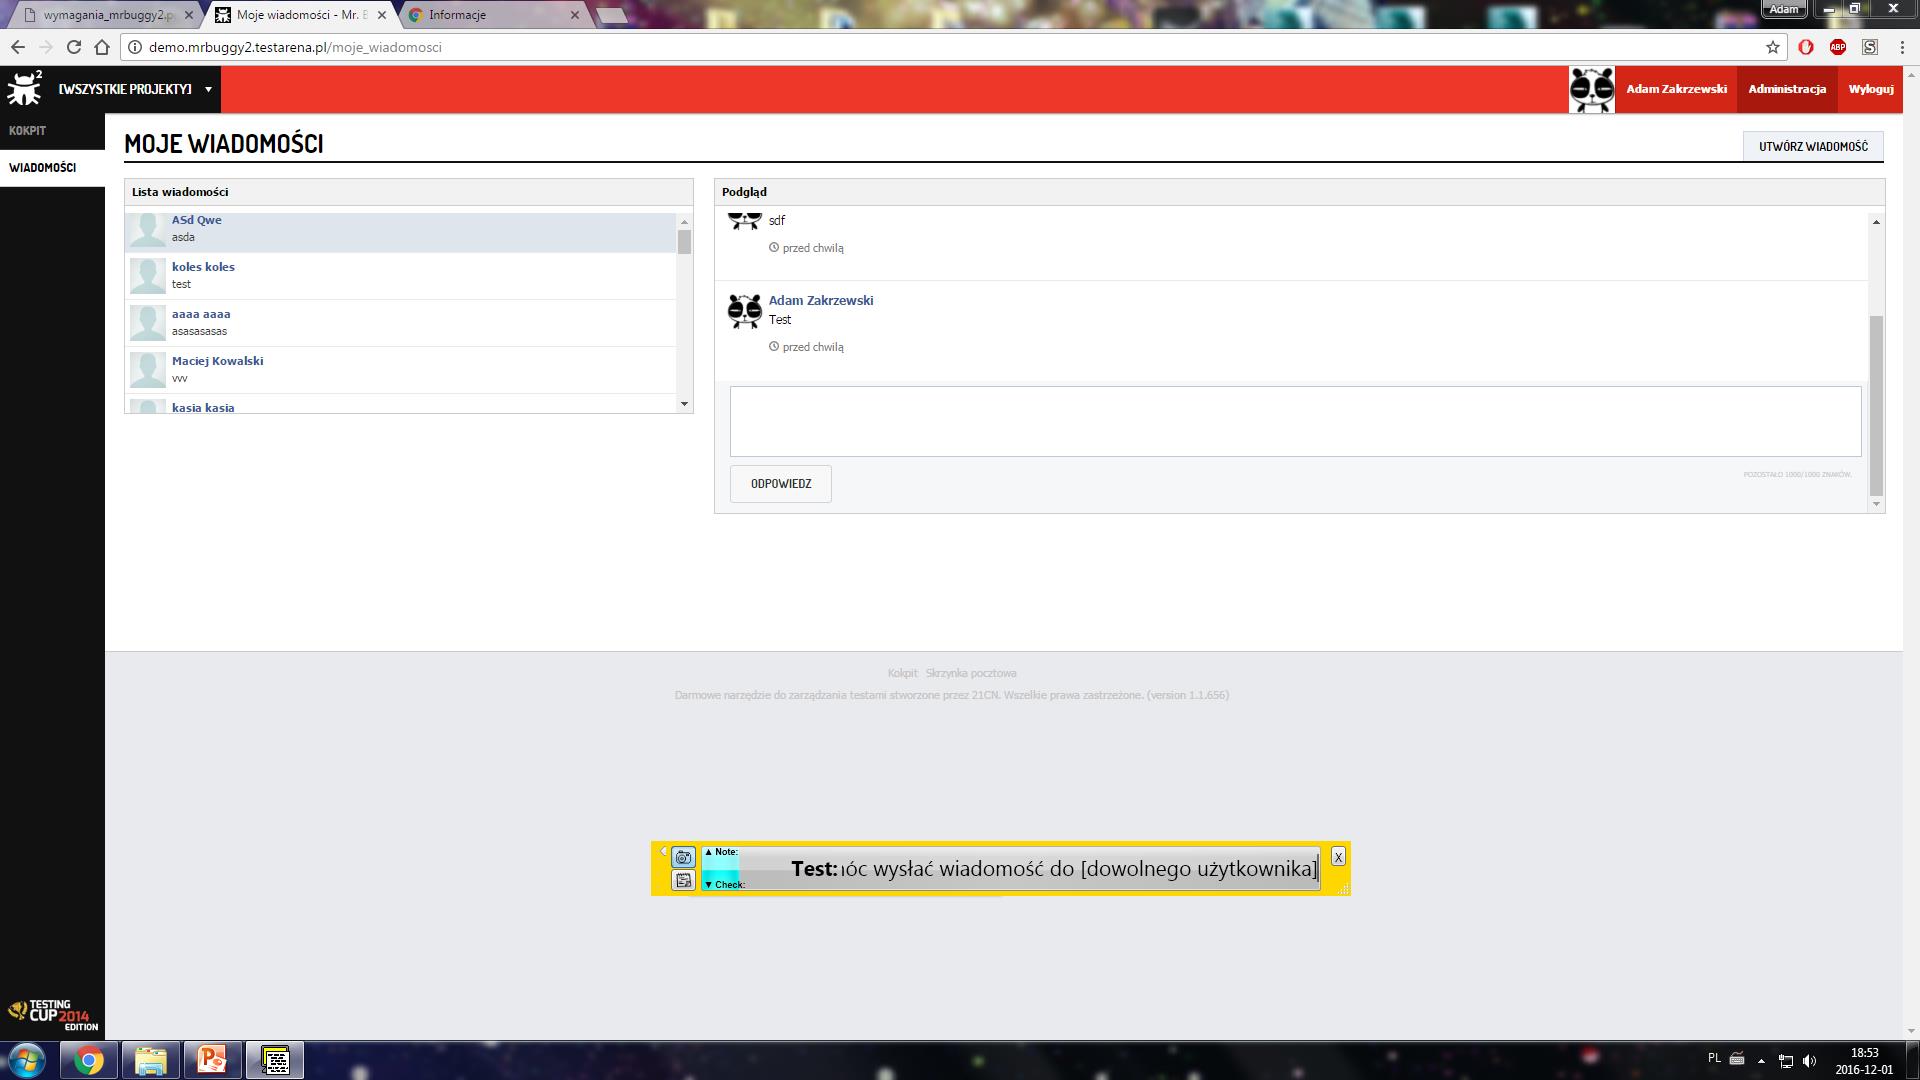 wymagania_mrbuggy2.p
Moje wiadomości - Mr. B
Informacje
Adam
demo.mrbuggy2.testarena.pl/moje_wiadomosci
ABP
S
2
[WSZYSTKIE PROJEKTY]
Adam Zakrzewski
Administracja
Wyloguj
KOKPIT
WIADOMOŚCI
MOJE WIADOMOŚCI
UTWÓRZ WIADOMOŚĆ
Lista wiadomości
ASd Qwe
asda
koles koles
test
aaaa aaaa
asasasasas
Maciej Kowalski
vvv
kasia kasia
Podgląd
sdf
przed chwilą
Adam Zakrzewski
Test
przed chwilą
ODPOWIEDZ
POZOSTAŁO 1000/1000 ZNAKÓW.
Kokpit Skrzynka pocztowa
Darmowe narzędzie do zarządzania testami stworzone przez 21CN. Wszelkie prawa zastrzeżone. (version 1.1.656)
▲ Note:
Test: móc wysłać wiadomość do [dowolnego użytkownika]
▼ Check:
X
TESTING
CUP 2014
EDITION
PL
18:53
2016-12-01